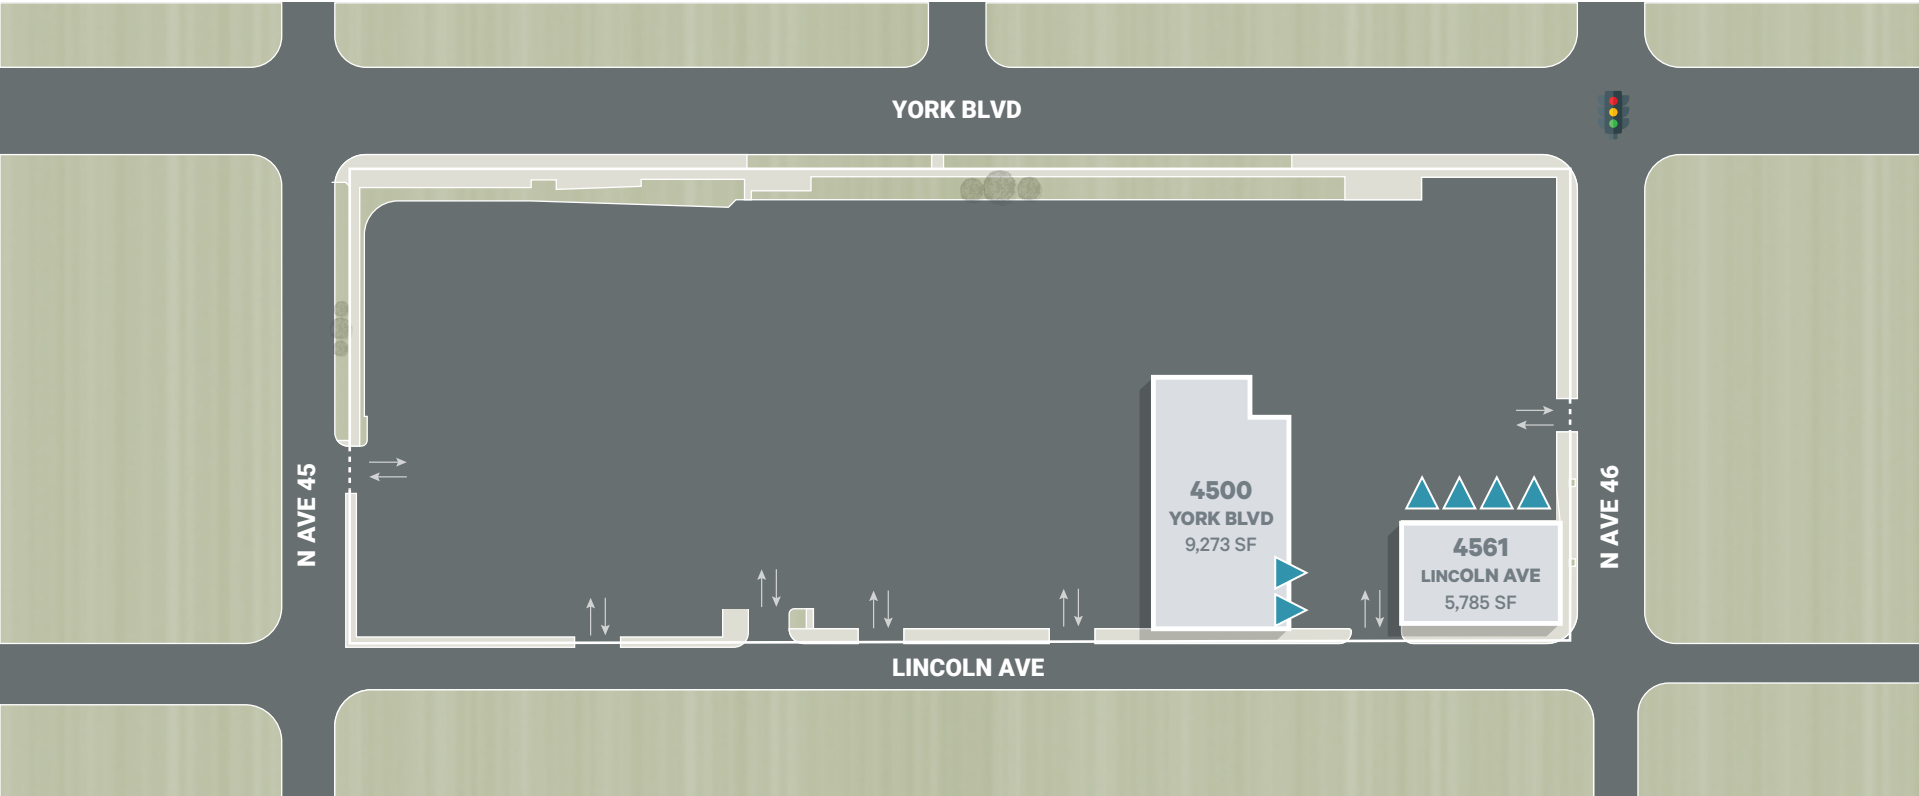 YORK BLVD
N AVE 45
4500
YORK BLVD
9,273 SF
4561
LINCOLN AVE
5,785 SF
N AVE 46
LINCOLN AVE